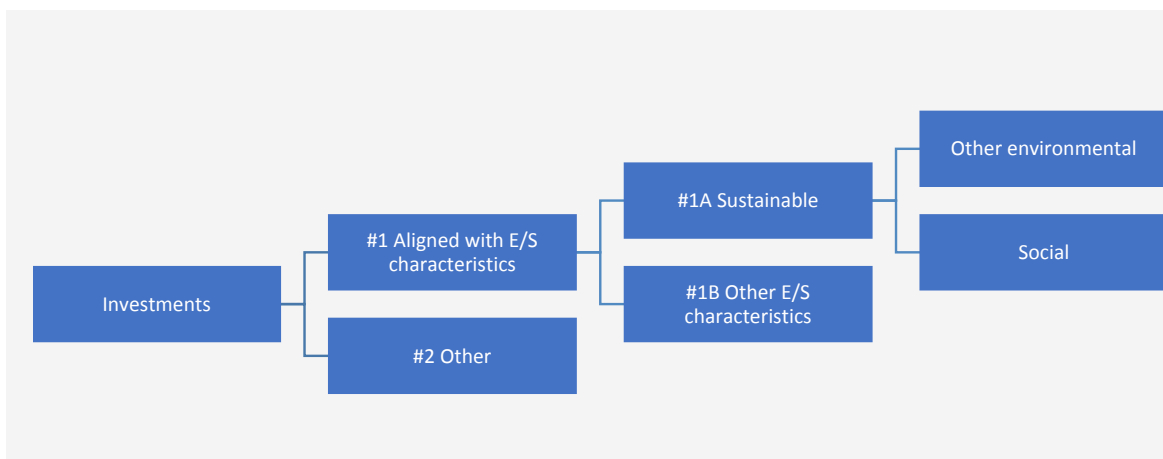 Investments
#1 Aligned with E/S
characteristics
#2 Other
#1A Sustainable
#1B Other E/S
characteristics
Other environmental
Social